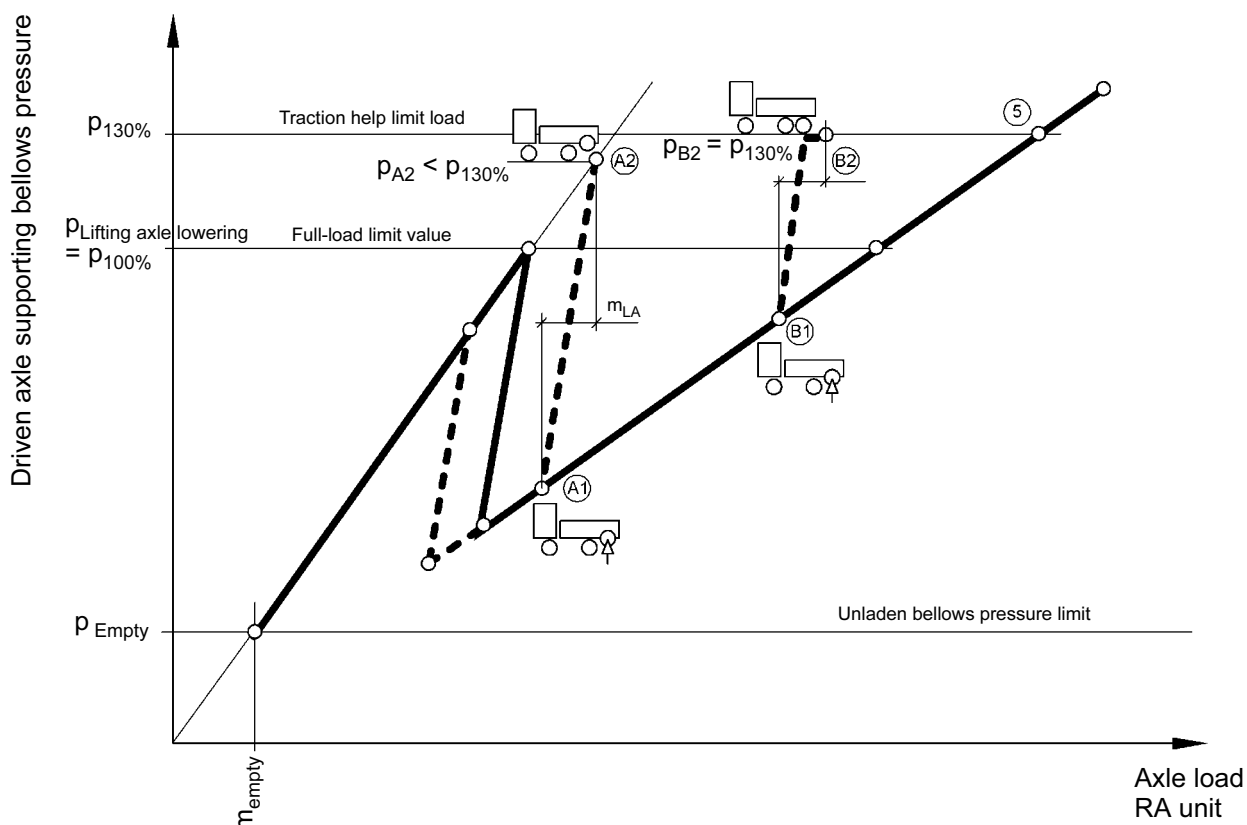 Driven axle supporting bellows pressure
p130%
Traction help limit load
5
pA2 < p130%
A2
pB2 = p130%
B2
pLifting axle lowering
= p100%
Full-load limit value
mLA
B1
A1
p Empty
Unladen bellows pressure limit
mempty
Axle load
RA unit